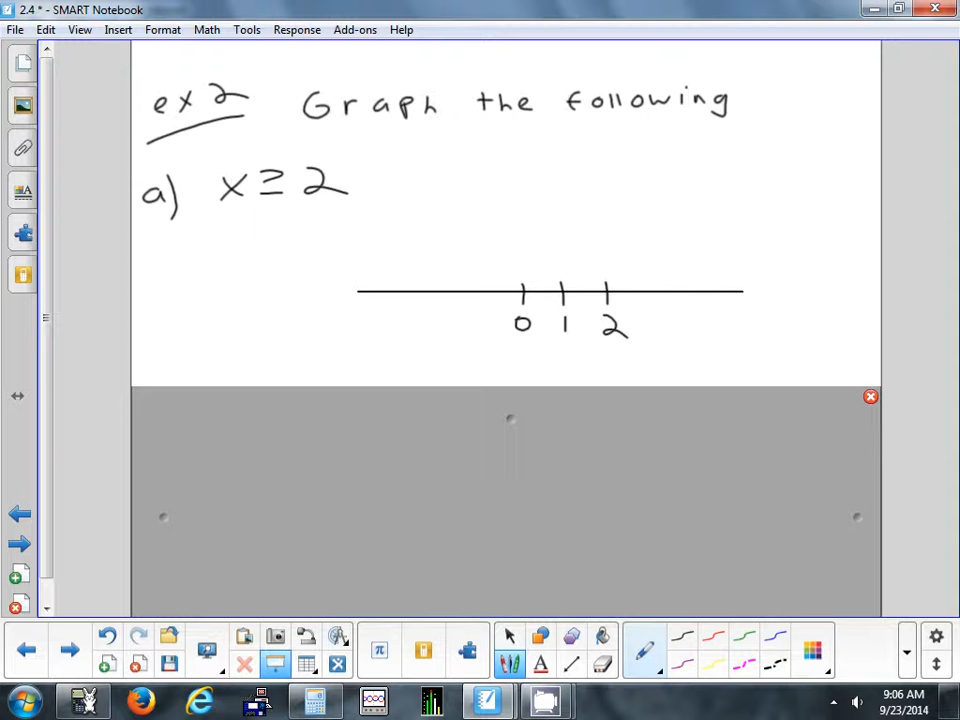 2.4 * - SMART Notebook
File Edit View Insert Format Math Tools Response Add-ons Help
ex 2 Graph the following
a) x ≥ 2
0 1 2
9:06 AM
9/23/2014